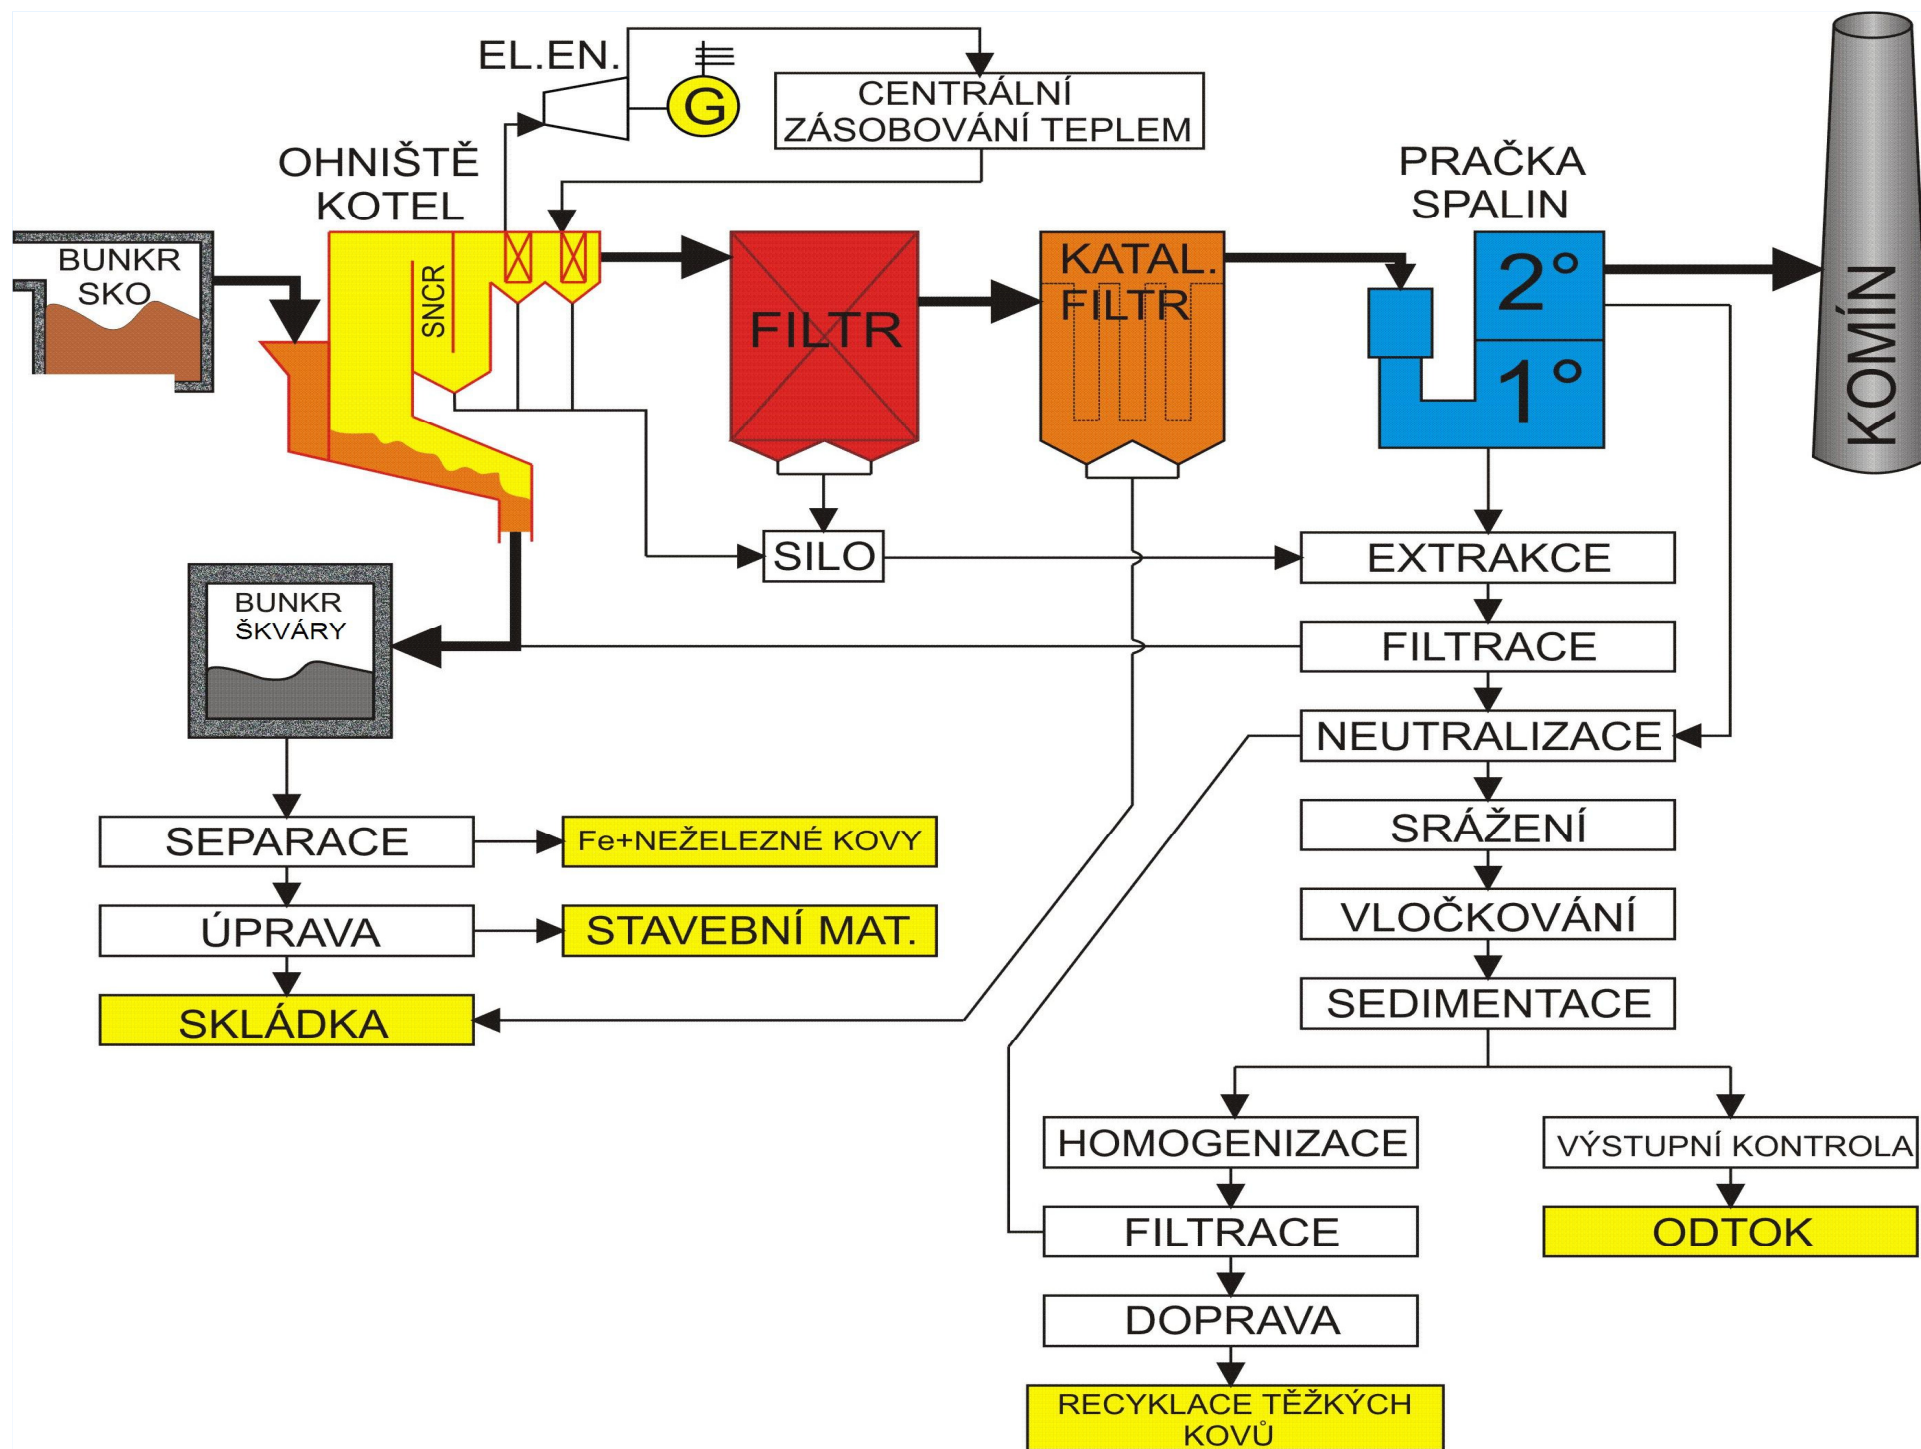 EL.EN.
G
CENTRÁLNÍ
ZÁSOBOVÁNÍ TEPLEM
OHNIŠTĚ
KOTEL
PRAČKA
SPALIN
BUNKR
SKO
SNCR
FILTR
KATAL.
FILTR
2°
1°
KOMÍN
SILO
EXTRAKCE
BUNKR
ŠKVÁRY
FILTRACE
NEUTRALIZACE
SEPARACE
Fe+NEŽELEZNÉ KOVY
SRÁŽENÍ
ÚPRAVA
STAVEBNÍ MAT.
VLOČKOVÁNÍ
SKLÁDKA
SEDIMENTACE
HOMOGENIZACE
VÝSTUPNÍ KONTROLA
FILTRACE
ODTOK
DOPRAVA
RECYKLACE TĚŽKÝCH
KOVŮ